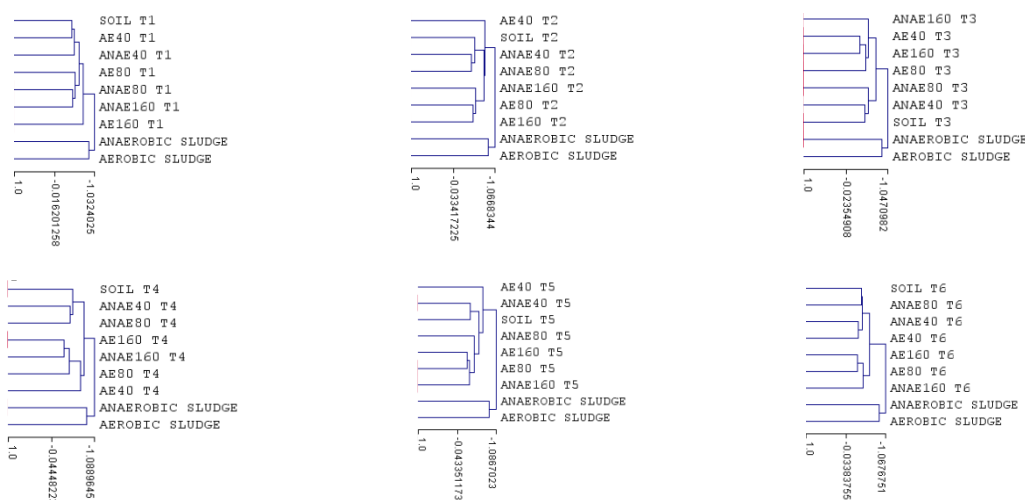 SOIL T1
AE40 T1
ANAE40 T1
AE80 T1
ANAE80 T1
ANAE160 T1
AE160 T1
ANAEROBIC SLUDGE
AEROBIC SLUDGE
1.0
-0.016201258
-1.0324025
AE40 T2
SOIL T2
ANAE40 T2
ANAE80 T2
ANAE160 T2
AE80 T2
AE160 T2
ANAEROBIC SLUDGE
AEROBIC SLUDGE
1.0
-0.033417225
-1.0668344
ANAE160 T3
AE40 T3
AE160 T3
AE80 T3
ANAE80 T3
ANAE40 T3
SOIL T3
ANAEROBIC SLUDGE
AEROBIC SLUDGE
1.0
-0.02354908
-1.0470982
SOIL T4
ANAE40 T4
ANAE80 T4
AE160 T4
ANAE160 T4
AE80 T4
AE40 T4
ANAEROBIC SLUDGE
AEROBIC SLUDGE
1.0
-0.0444822
-1.0889645
AE40 T5
ANAE40 T5
SOIL T5
ANAE80 T5
AE160 T5
AE80 T5
ANAE160 T5
ANAEROBIC SLUDGE
AEROBIC SLUDGE
1.0
-0.043351173
-1.0867023
SOIL T6
ANAE80 T6
ANAE40 T6
AE40 T6
AE160 T6
AE80 T6
ANAE160 T6
ANAEROBIC SLUDGE
AEROBIC SLUDGE
1.0
-0.03383755
-1.0676751